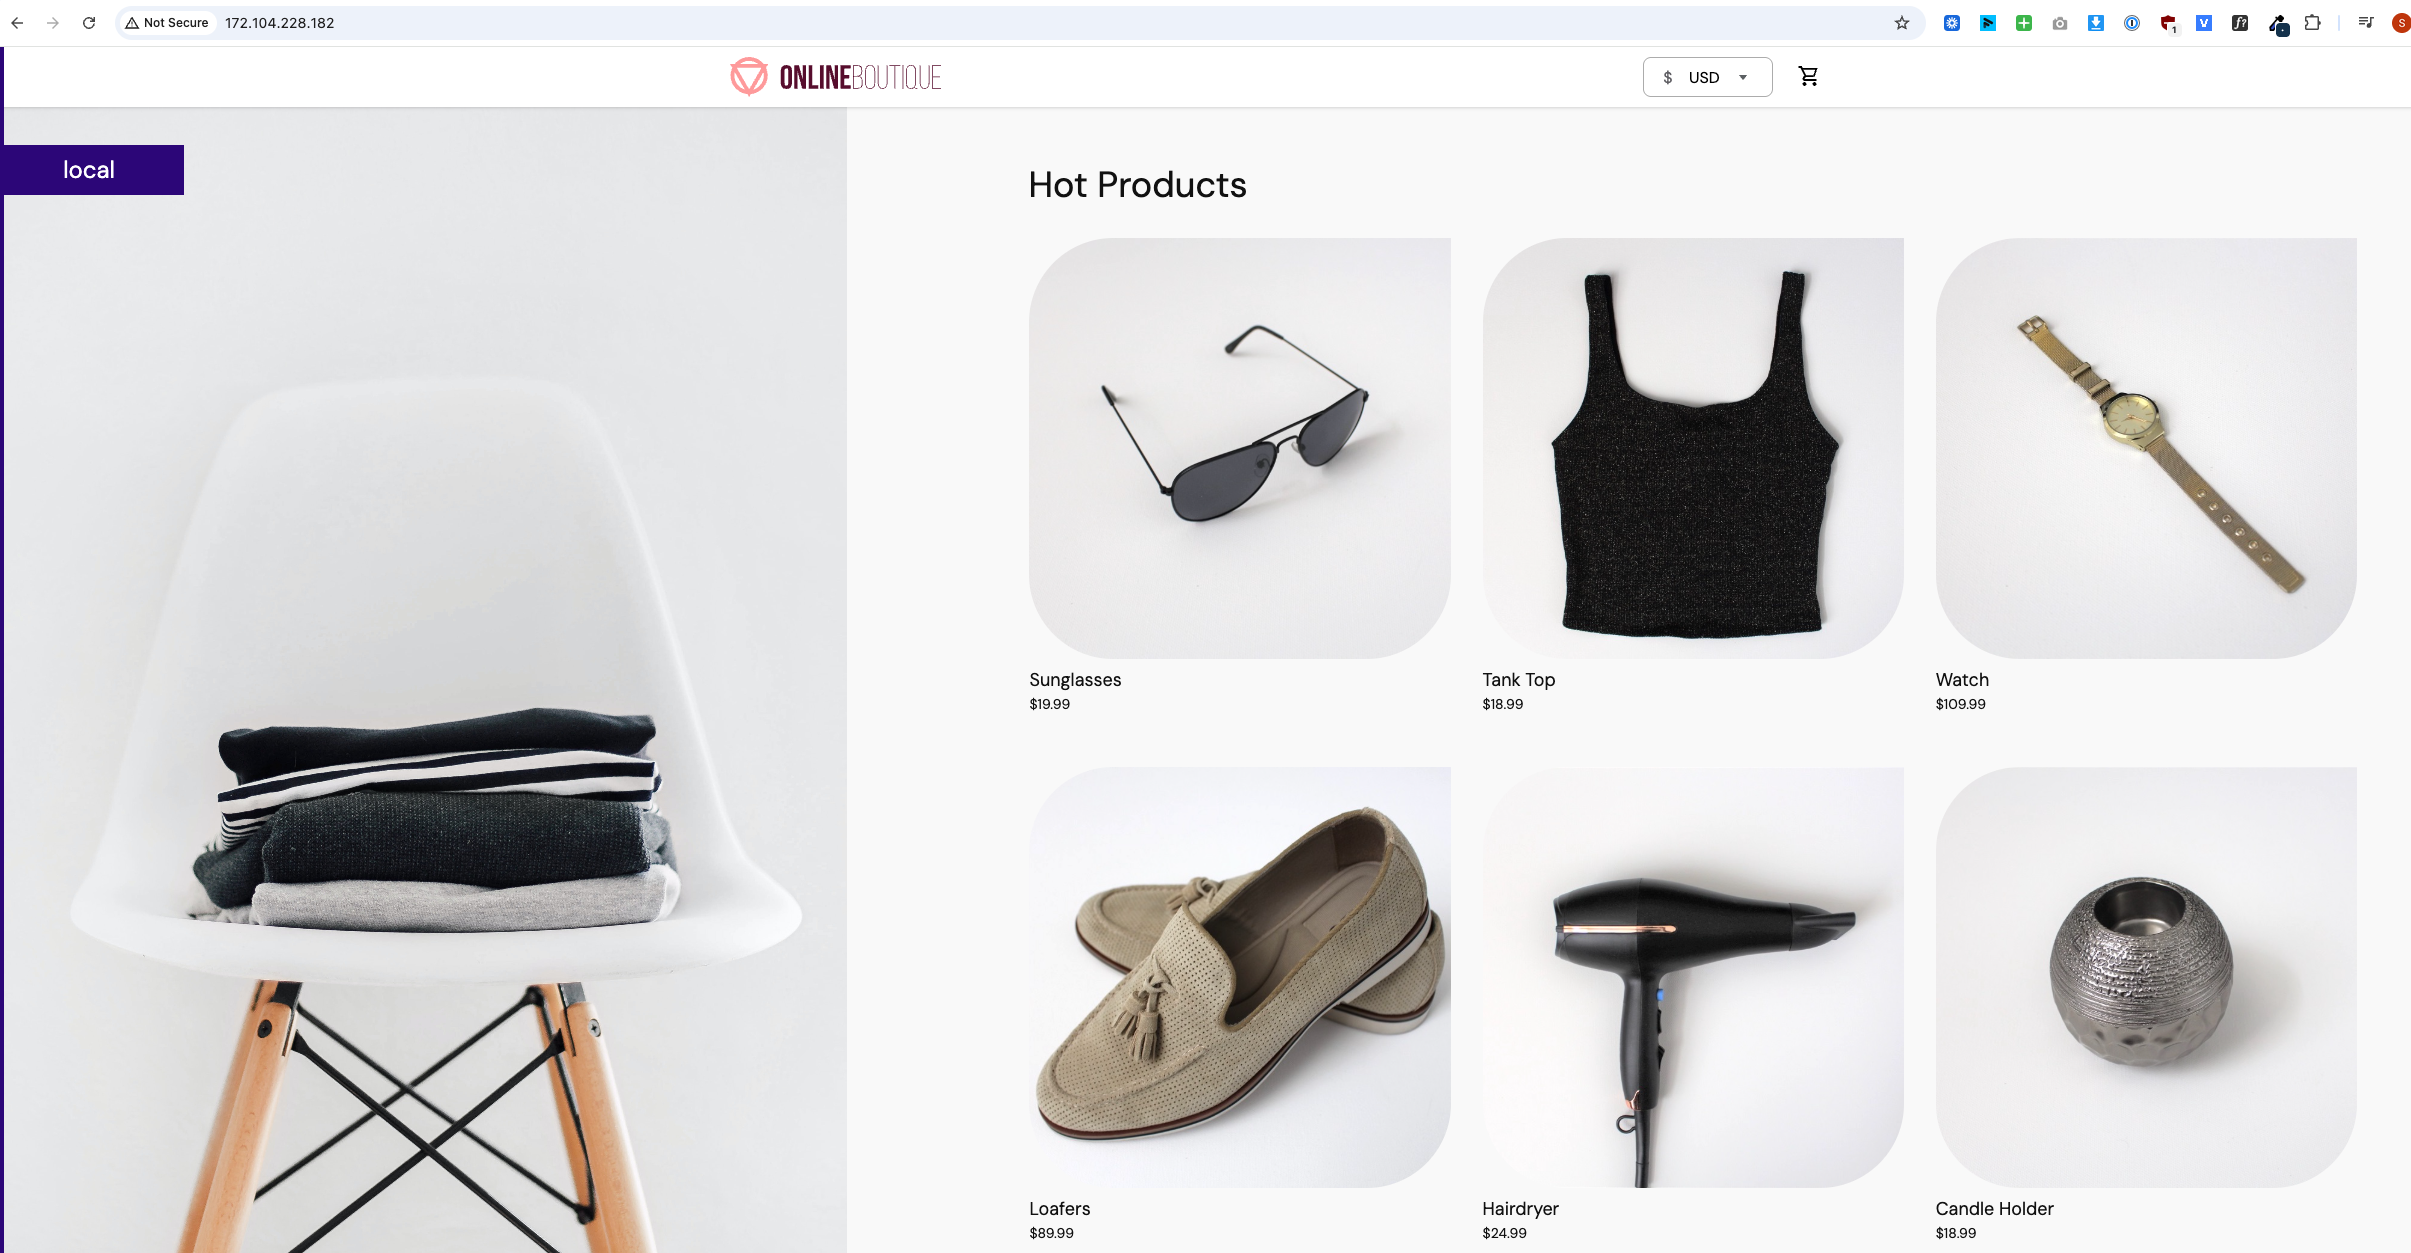 Not Secure 172.104.228.182
1
S
ONLINEBOUTIQUE
$ USD
local
Hot Products
Sunglasses
$19.99
Tank Top
$18.99
Watch
$109.99
Loafers
$89.99
Hairdryer
$24.99
Candle Holder
$18.99